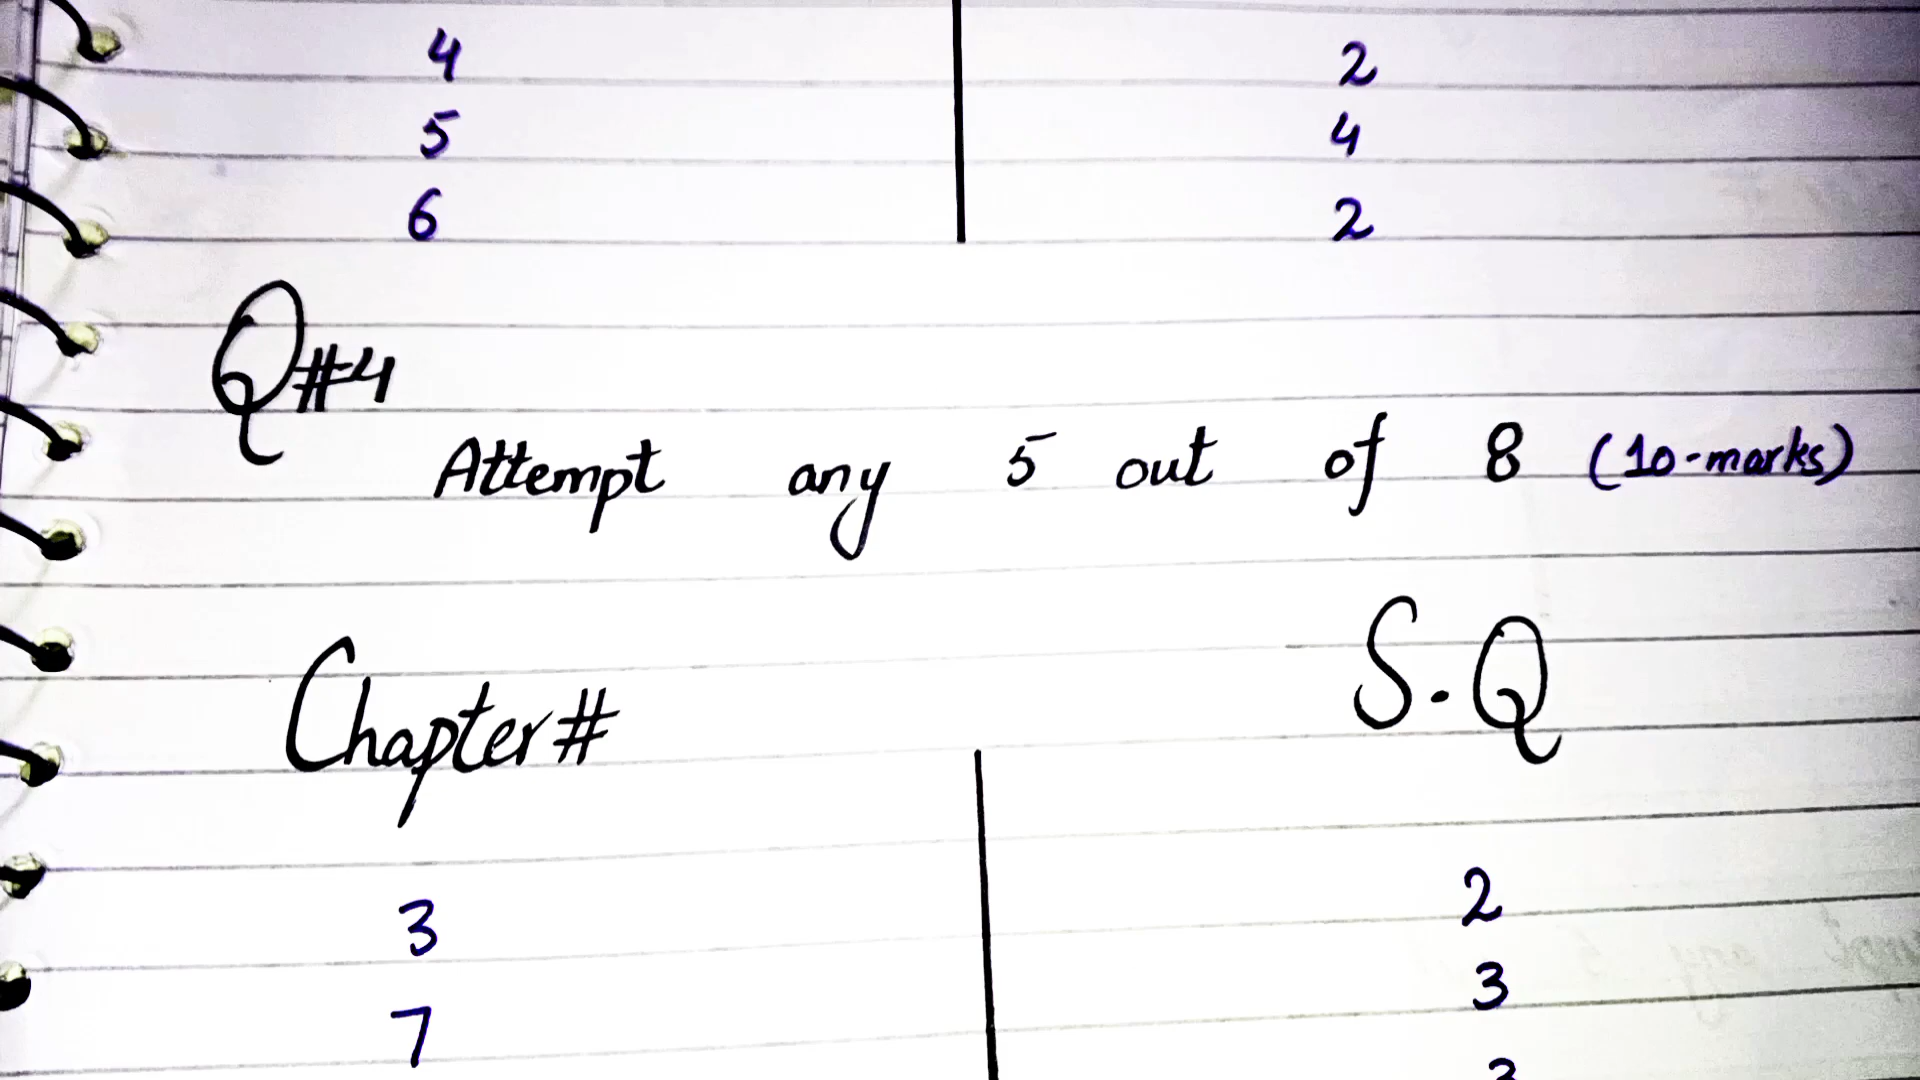 4 2
5 4
6 2
Q#4
Attempt any 5 out of 8 (10-marks)
Chapter# S.Q
3 2
7 3
3